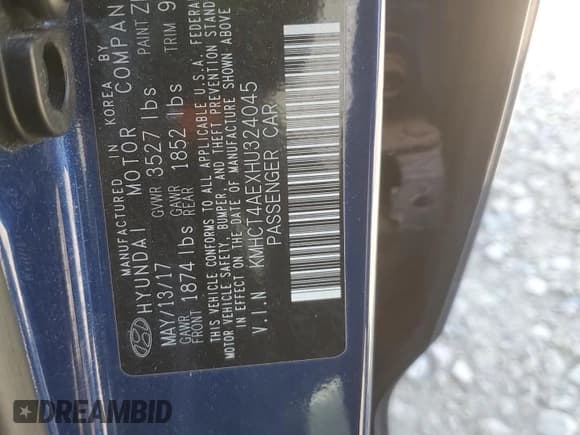 MANUFACTURED IN KOREA BY
HYUNDAI MOTOR COMPAN
MAY/13/17 GVWR 3527 lbs PAINT
GAWR FRONT 1874 lbs GAWR REAR 1852 lbs TRIM 9
THIS VEHICLE CONFORMS TO ALL APPLICABLE U.S.A. FEDERA
MOTOR VEHICLE SAFETY, BUMPER, AND THEFT PREVENTION STAND
IN EFFECT ON THE DATE OF MANUFACTURE SHOWN ABOVE
V.I.N KMHCT4AEXHU324045
PASSENGER CAR
DREAMBID